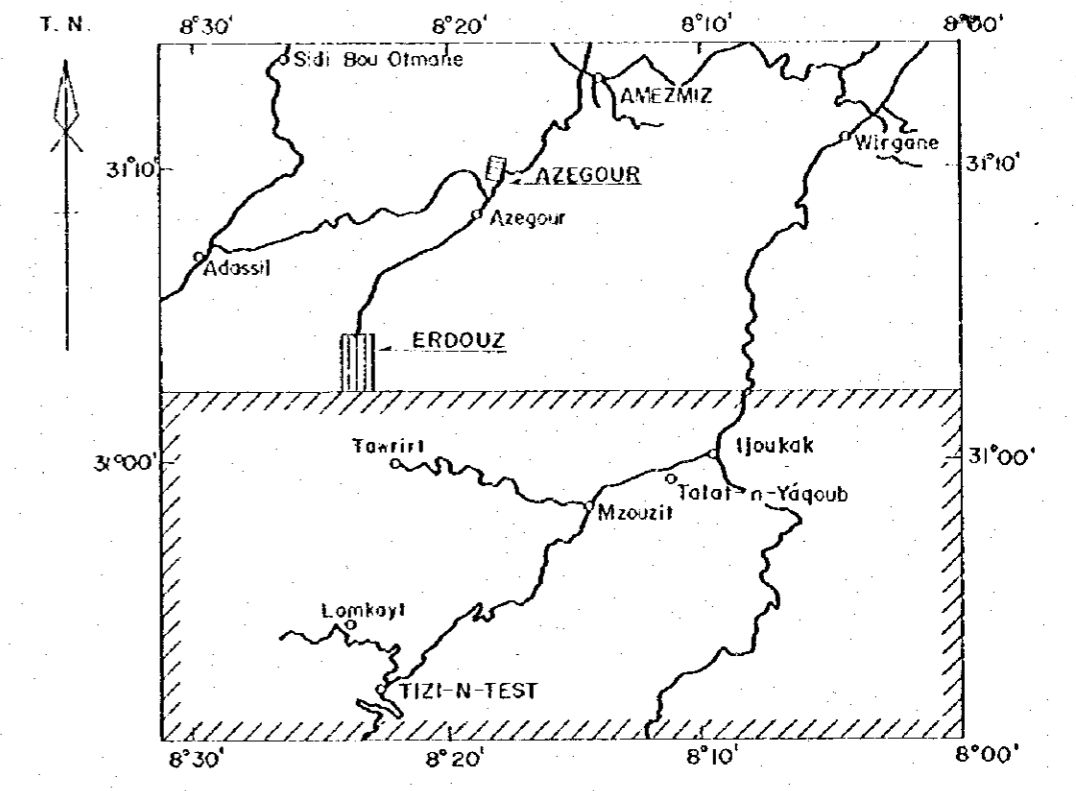 T. N.
8°30'
8°20'
8°10'
8°00'
Sidi Bou Otmane
AMEZMIZ
Wirgane
31°10'
31°10'
AZEGOUR
Azegour
Adassil
ERDOUZ
Tawrirt
Ijoukak
31°00'
31°00'
Talat-n-Yáqoub
Mzouzit
Lamkayt
TIZI-N-TEST
8°30'
8°20'
8°10'
8°00'